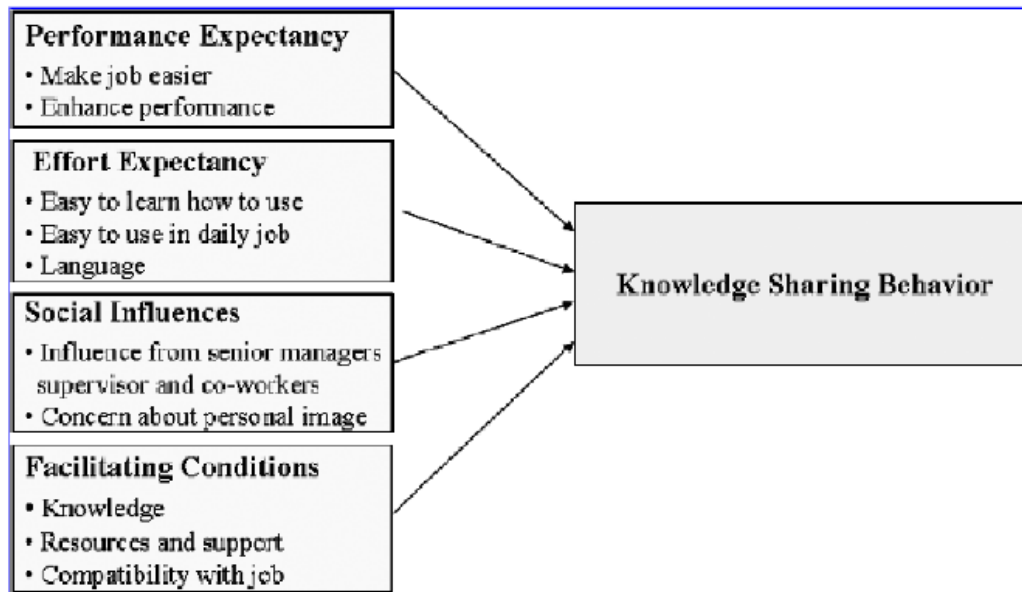 Performance Expectancy
• Make job easier
• Enhance performance
Effort Expectancy
• Easy to learn how to use
• Easy to use in daily job
• Language
Social Influences
• Influence from senior managers
supervisor and co-workers
• Concern about personal image
Facilitating Conditions
• Knowledge
• Resources and support
• Compatibility with job
Knowledge Sharing Behavior